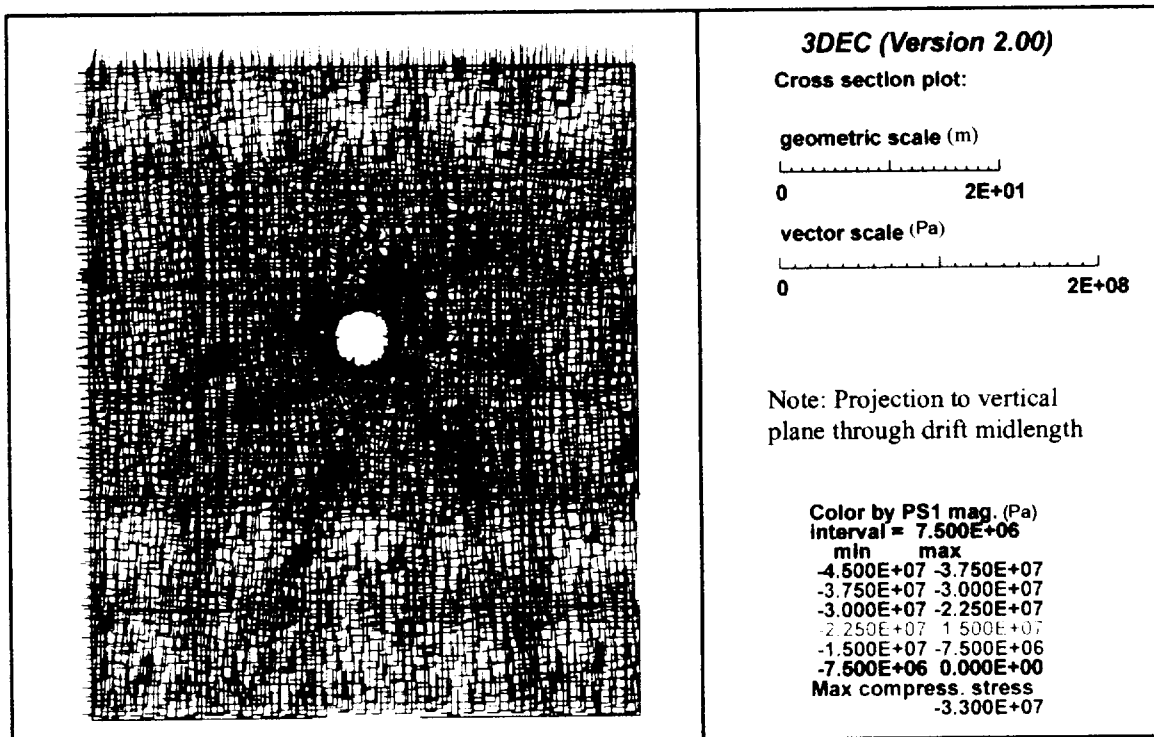 3DEC (Version 2.00)
Cross section plot:
geometric scale (m)
0 2E+01
vector scale (Pa)
0 2E+08
Note: Projection to vertical
plane through drift midlength
Color by PS1 mag. (Pa)
interval = 7.500E+06
min max
-4.500E+07 -3.750E+07
-3.750E+07 -3.000E+07
-3.000E+07 -2.250E+07
-2.250E+07 1.500E+07
-1.500E+07 -7.500E+06
-7.500E+06 0.000E+00
Max compress. stress
-3.300E+07